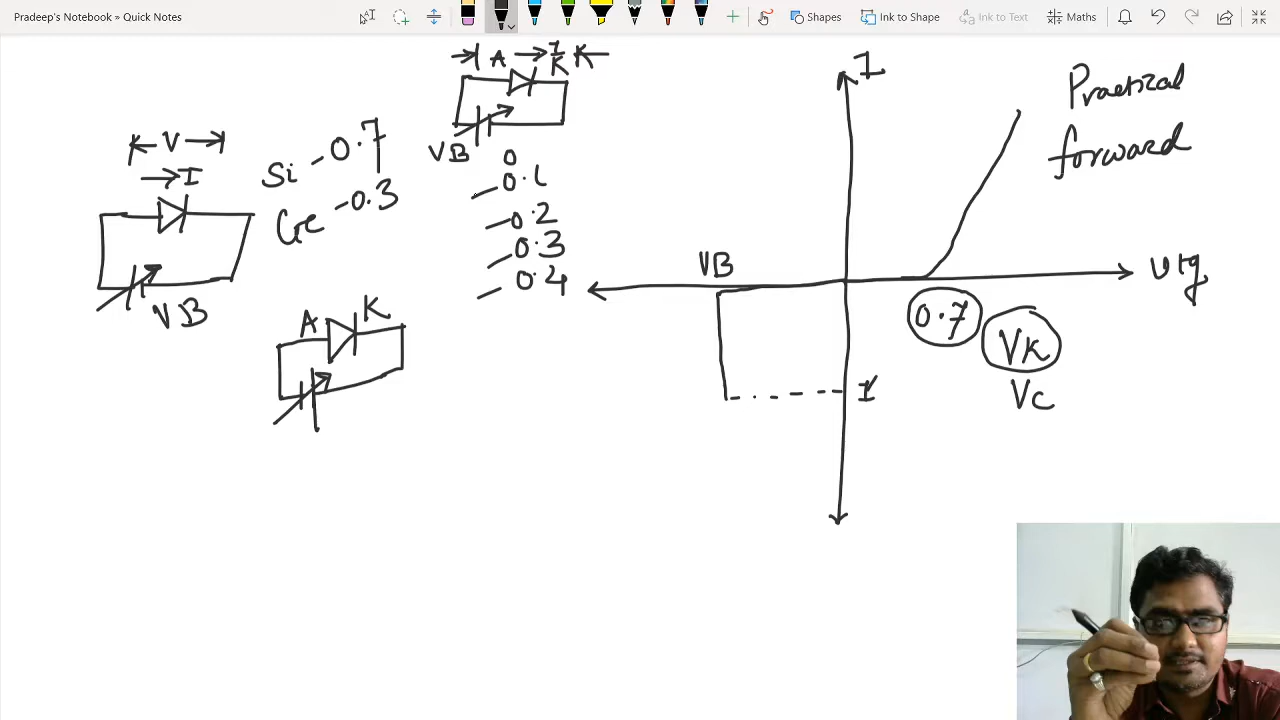 Pradeep's Notebook » Quick Notes
Shapes
Ink to Shape
Ink to Text
Maths
V
I
VB
Si - 0.7
Ge - 0.3
A I K
K
VB
0
0.1
0.2
0.3
0.4
A K
I
Practical
forward
VB
Vtg
0.7
VK
VC
I